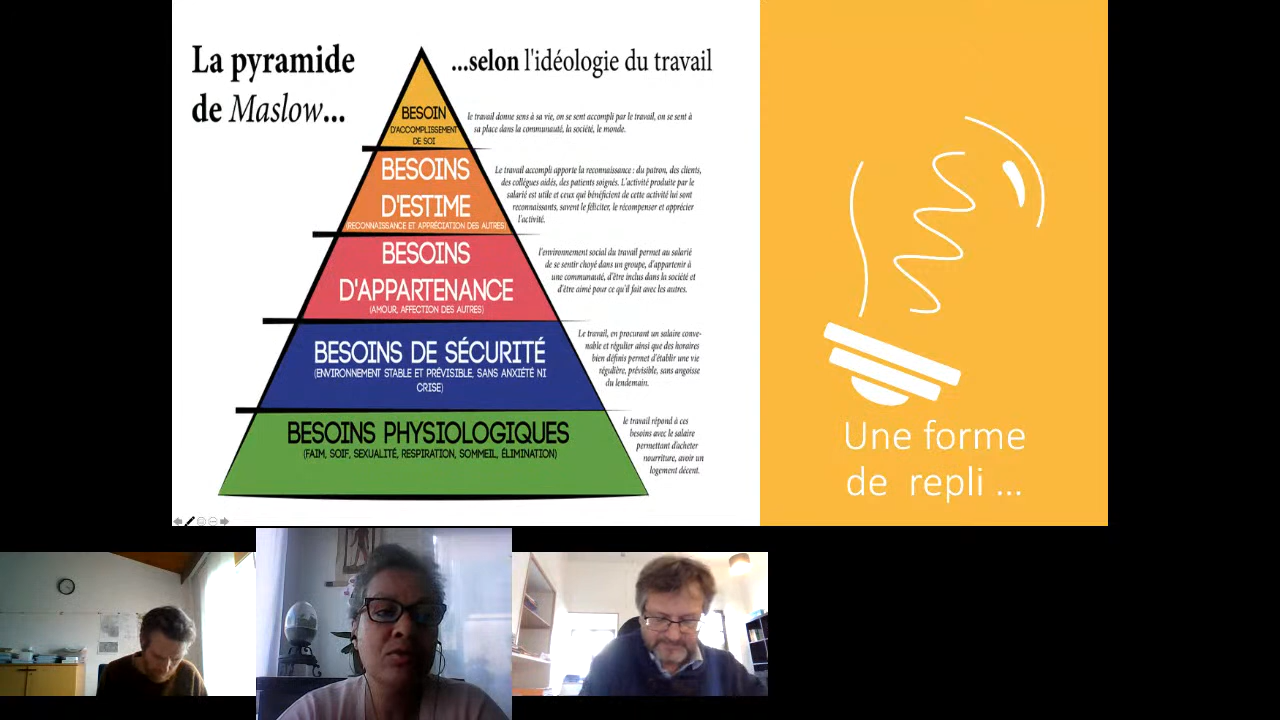 La pyramide
de Maslow...
...selon l'idéologie du travail
BESOIN
D'ACCOMPLISSEMENT
DE SOI
le travail donne sens à sa vie, on se sent accompli par le travail, on se sent à
sa place dans la communauté, la société, le monde.
BESOINS
D'ESTIME
(RECONNAISSANCE ET APPRÉCIATION DES AUTRES)
Le travail accompli apporte la reconnaissance : du patron, des clients,
des collègues aidés, des patients soignés. L'activité produite par le
salarié est utile et ceux qui bénéficient de cette activité lui sont
reconnaissants, savent le féliciter, le récompenser et apprécier
l'activité.
BESOINS
D'APPARTENANCE
(AMOUR, AFFECTION DES AUTRES)
l'environnement social du travail permet au salarié
de se sentir choyé dans un groupe, d'appartenir à
une communauté, d'être inclus dans la société et
d'être aimé pour ce qu'il fait avec les autres.
BESOINS DE SÉCURITÉ
(ENVIRONNEMENT STABLE ET PRÉVISIBLE, SANS ANXIÉTÉ NI
CRISE)
Le travail, en procurant un salaire conve-
nable et régulier ainsi que des horaires
bien définis permet d'établir une vie
régulière, prévisible, sans angoisse
du lendemain.
BESOINS PHYSIOLOGIQUES
(FAIM, SOIF, SEXUALITÉ, RESPIRATION, SOMMEIL, ÉLIMINATION)
le travail répond à ces
besoins avec le salaire
permettant d'acheter
nourriture, avoir un
logement décent.
Une forme
de repli ...